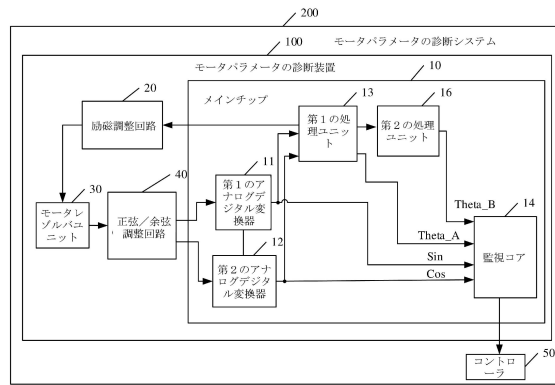 200
100
モータパラメータの診断システム
モータパラメータの診断装置
10
メインチップ
20
励磁調整回路
13
第１の処
理ユニッ
ト
16
第２の処理
ユニット
11
第１のア
ナログデ
ジタル変
換器
30
モータレ
ゾルバユ
ニット
40
正弦／余弦
調整回路
12
第２のアナ
ログデジタ
ル変換器
Theta_B
14
Theta_A
Sin
Cos
監視コア
50
コントロ
ーラ